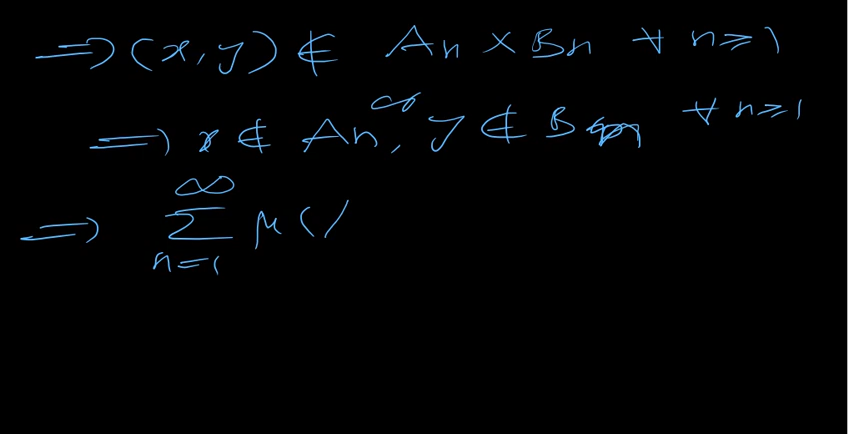 ⟹ (x, y) ∉ An × Bn ∀ n ≥ 1
⟹ x ∉ An or y ∉ Bn ∀ n ≥ 1
⟹ ∞ ∑ n=1 μ(